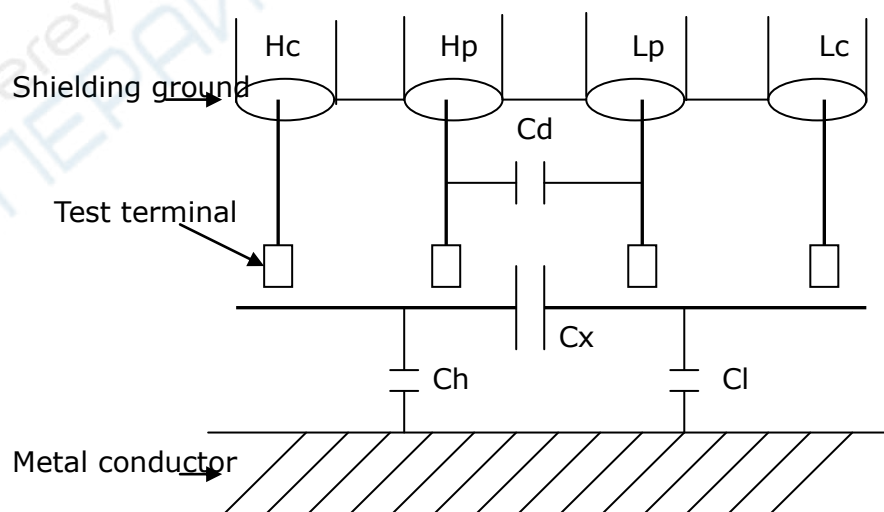 Hc Hp Lp Lc
Shielding ground
Cd
Test terminal
Cx
Ch Cl
Metal conductor